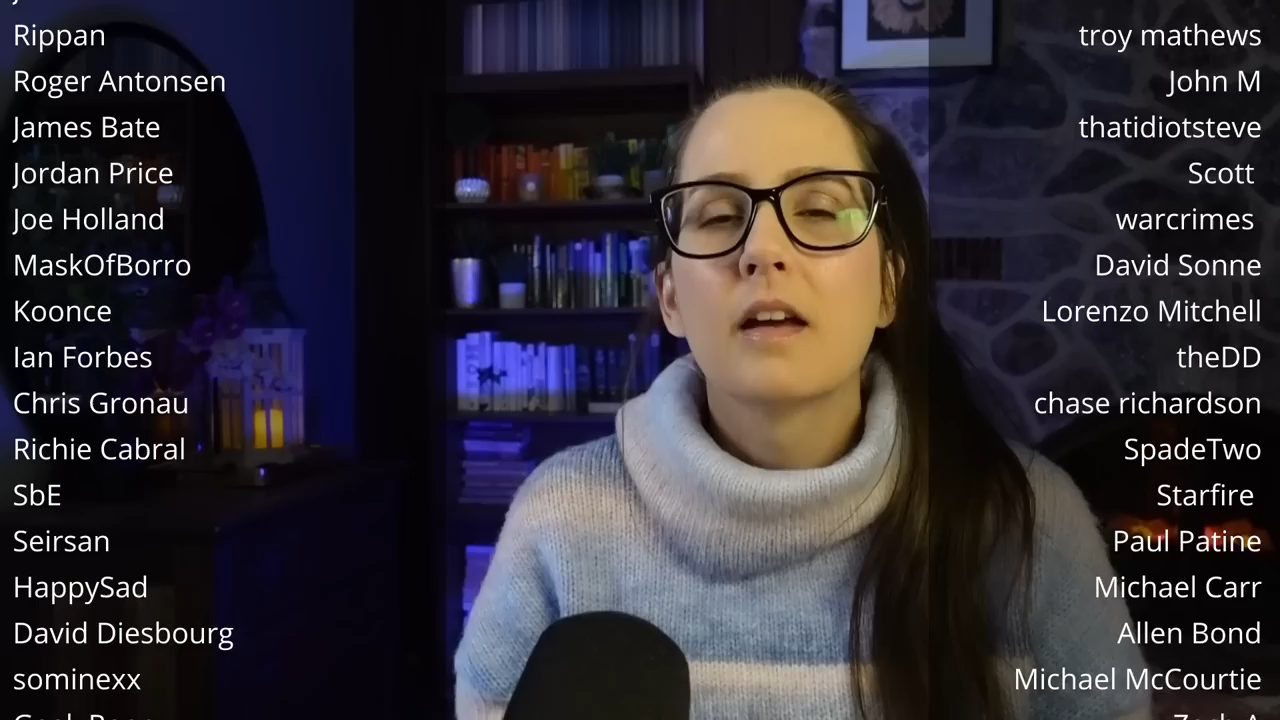 Rippan
Roger Antonsen
James Bate
Jordan Price
Joe Holland
MaskOfBorro
Koonce
Ian Forbes
Chris Gronau
Richie Cabral
SbE
Seirsan
HappySad
David Diesbourg
sominexx
troy mathews
John M
thatidiotsteve
Scott
warcrimes
David Sonne
Lorenzo Mitchell
theDD
chase richardson
SpadeTwo
Starfire
Paul Patine
Michael Carr
Allen Bond
Michael McCourtie